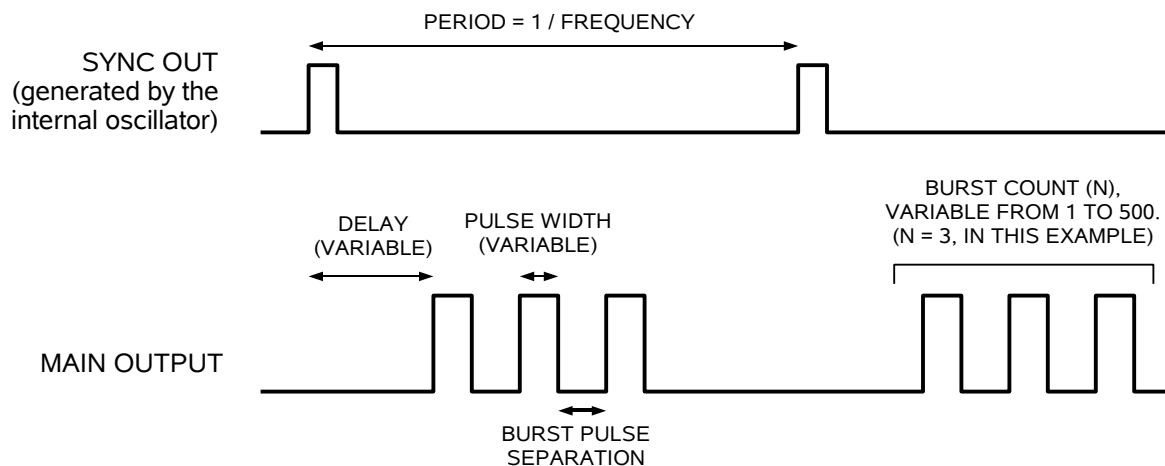 PERIOD = 1 / FREQUENCY
SYNC OUT
(generated by the
internal oscillator)
BURST COUNT (N),
VARIABLE FROM 1 TO 500.
(N = 3, IN THIS EXAMPLE)
DELAY
(VARIABLE)
PULSE WIDTH
(VARIABLE)
MAIN OUTPUT
BURST PULSE
SEPARATION